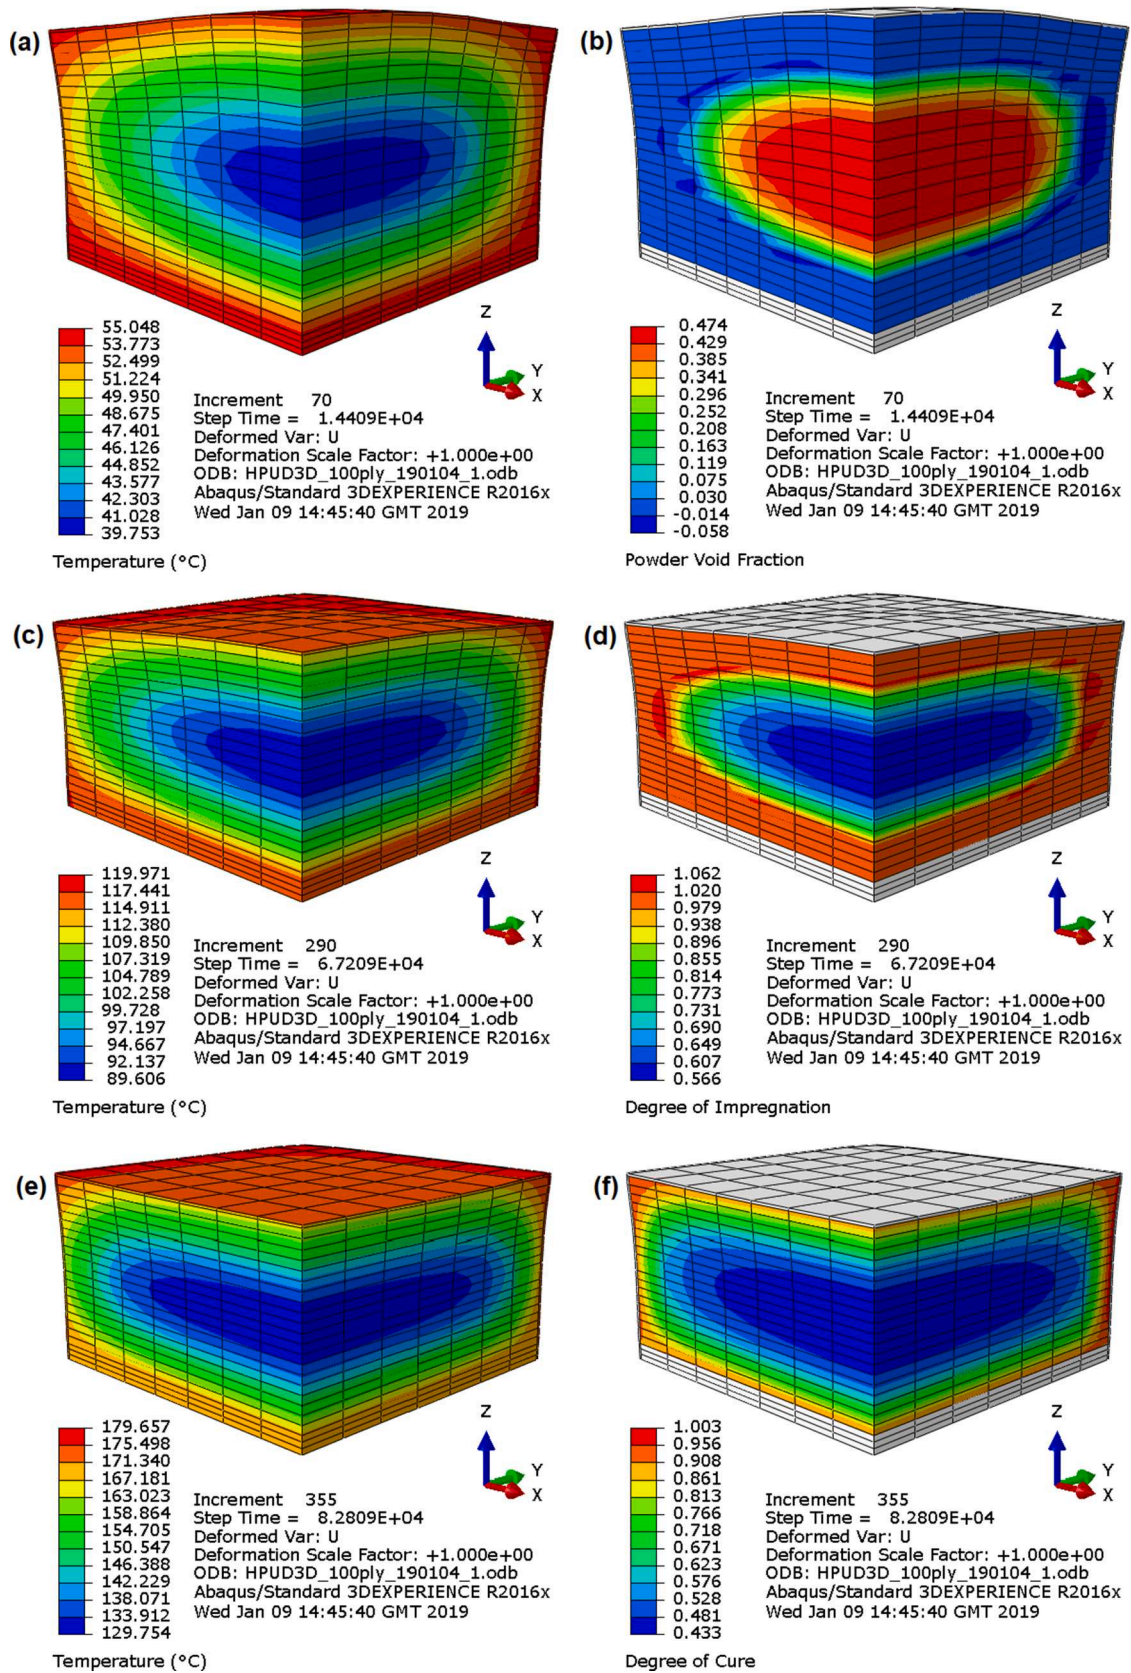 (a)
55.048
53.773
52.499
51.224
49.950
48.675
47.401
46.126
44.852
43.577
42.303
41.028
39.753
Temperature (°C)
Increment 70
Step Time = 1.4409E+04
Deformed Var: U
Deformation Scale Factor: +1.000e+00
ODB: HPUD3D_100ply_190104_1.odb
Abaqus/Standard 3DEXPERIENCE R2016x
Wed Jan 09 14:45:40 GMT 2019
Z
Y
X
(b)
0.474
0.429
0.385
0.341
0.296
0.252
0.208
0.163
0.119
0.075
0.030
-0.014
-0.058
Powder Void Fraction
Increment 70
Step Time = 1.4409E+04
Deformed Var: U
Deformation Scale Factor: +1.000e+00
ODB: HPUD3D_100ply_190104_1.odb
Abaqus/Standard 3DEXPERIENCE R2016x
Wed Jan 09 14:45:40 GMT 2019
Z
Y
X
(c)
119.971
117.441
114.911
112.380
109.850
107.319
104.789
102.258
99.728
97.197
94.667
92.137
89.606
Temperature (°C)
Increment 290
Step Time = 6.7209E+04
Deformed Var: U
Deformation Scale Factor: +1.000e+00
ODB: HPUD3D_100ply_190104_1.odb
Abaqus/Standard 3DEXPERIENCE R2016x
Wed Jan 09 14:45:40 GMT 2019
Z
Y
X
(d)
1.062
1.020
0.979
0.938
0.896
0.855
0.814
0.773
0.731
0.690
0.649
0.607
0.566
Degree of Impregnation
Increment 290
Step Time = 6.7209E+04
Deformed Var: U
Deformation Scale Factor: +1.000e+00
ODB: HPUD3D_100ply_190104_1.odb
Abaqus/Standard 3DEXPERIENCE R2016x
Wed Jan 09 14:45:40 GMT 2019
Z
Y
X
(e)
179.657
175.498
171.340
167.181
163.023
158.864
154.705
150.547
146.388
142.229
138.071
133.912
129.754
Temperature (°C)
Increment 355
Step Time = 8.2809E+04
Deformed Var: U
Deformation Scale Factor: +1.000e+00
ODB: HPUD3D_100ply_190104_1.odb
Abaqus/Standard 3DEXPERIENCE R2016x
Wed Jan 09 14:45:40 GMT 2019
Z
Y
X
(f)
1.003
0.956
0.908
0.861
0.813
0.766
0.718
0.671
0.623
0.576
0.528
0.481
0.433
Degree of Cure
Increment 355
Step Time = 8.2809E+04
Deformed Var: U
Deformation Scale Factor: +1.000e+00
ODB: HPUD3D_100ply_190104_1.odb
Abaqus/Standard 3DEXPERIENCE R2016x
Wed Jan 09 14:45:40 GMT 2019
Z
Y
X